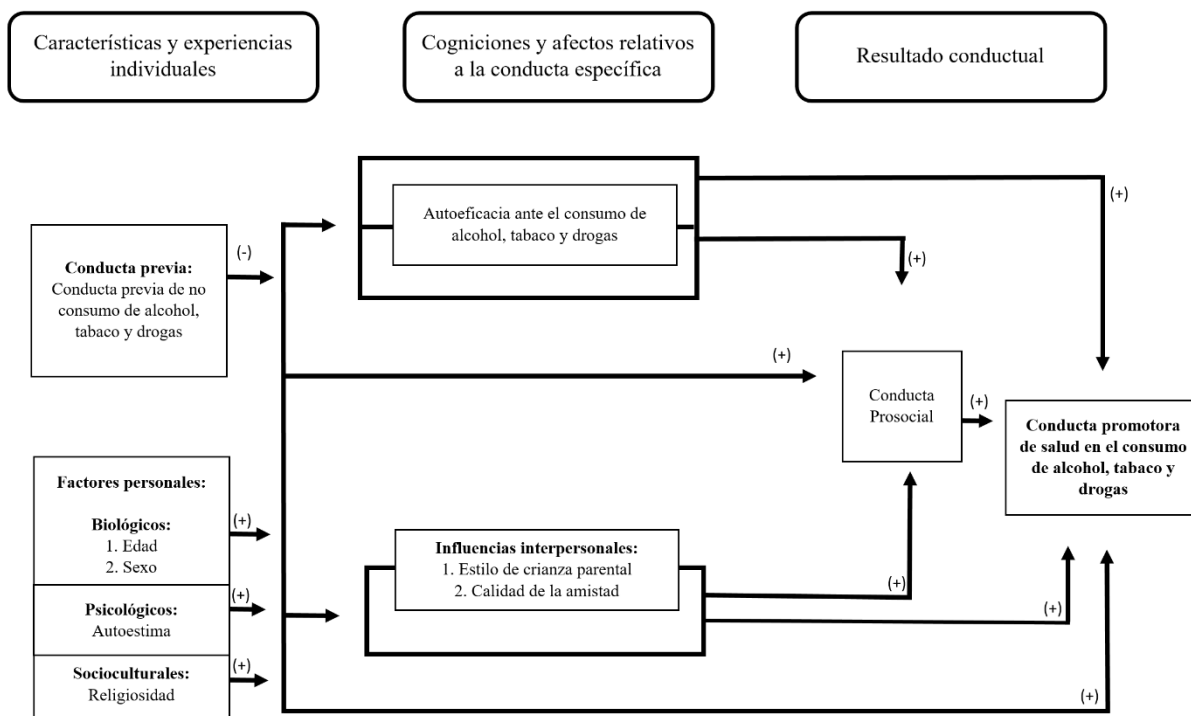 Características y experiencias
individuales
Cogniciones y afectos relativos
a la conducta específica
Resultado conductual
Autoeficacia ante el consumo de
alcohol, tabaco y drogas
(+)
(+)
Conducta previa:
Conducta previa de no
consumo de alcohol,
tabaco y drogas
(-)
(+)
Conducta
Prosocial
(+)
Conducta promotora
de salud en el consumo
de alcohol, tabaco y
drogas
Factores personales:
Biológicos:
1. Edad
2. Sexo
(+)
Psicológicos:
Autoestima
(+)
Socioculturales:
Religiosidad
(+)
Influencias interpersonales:
1. Estilo de crianza parental
2. Calidad de la amistad
(+)
(+)
(+)